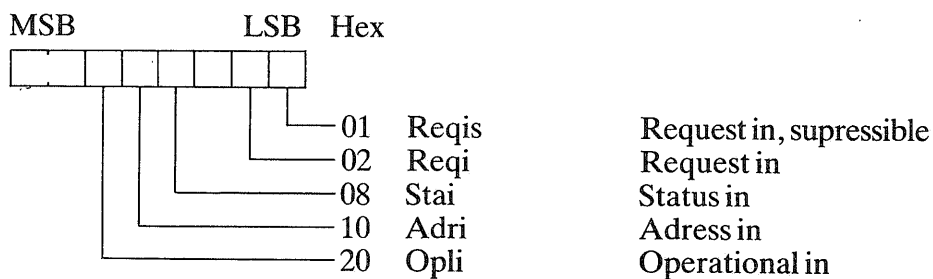 MSB LSB Hex
01 Reqis Request in, supressible
02 Reqi Request in
08 Stai Status in
10 Adri Adress in
20 Opli Operational in